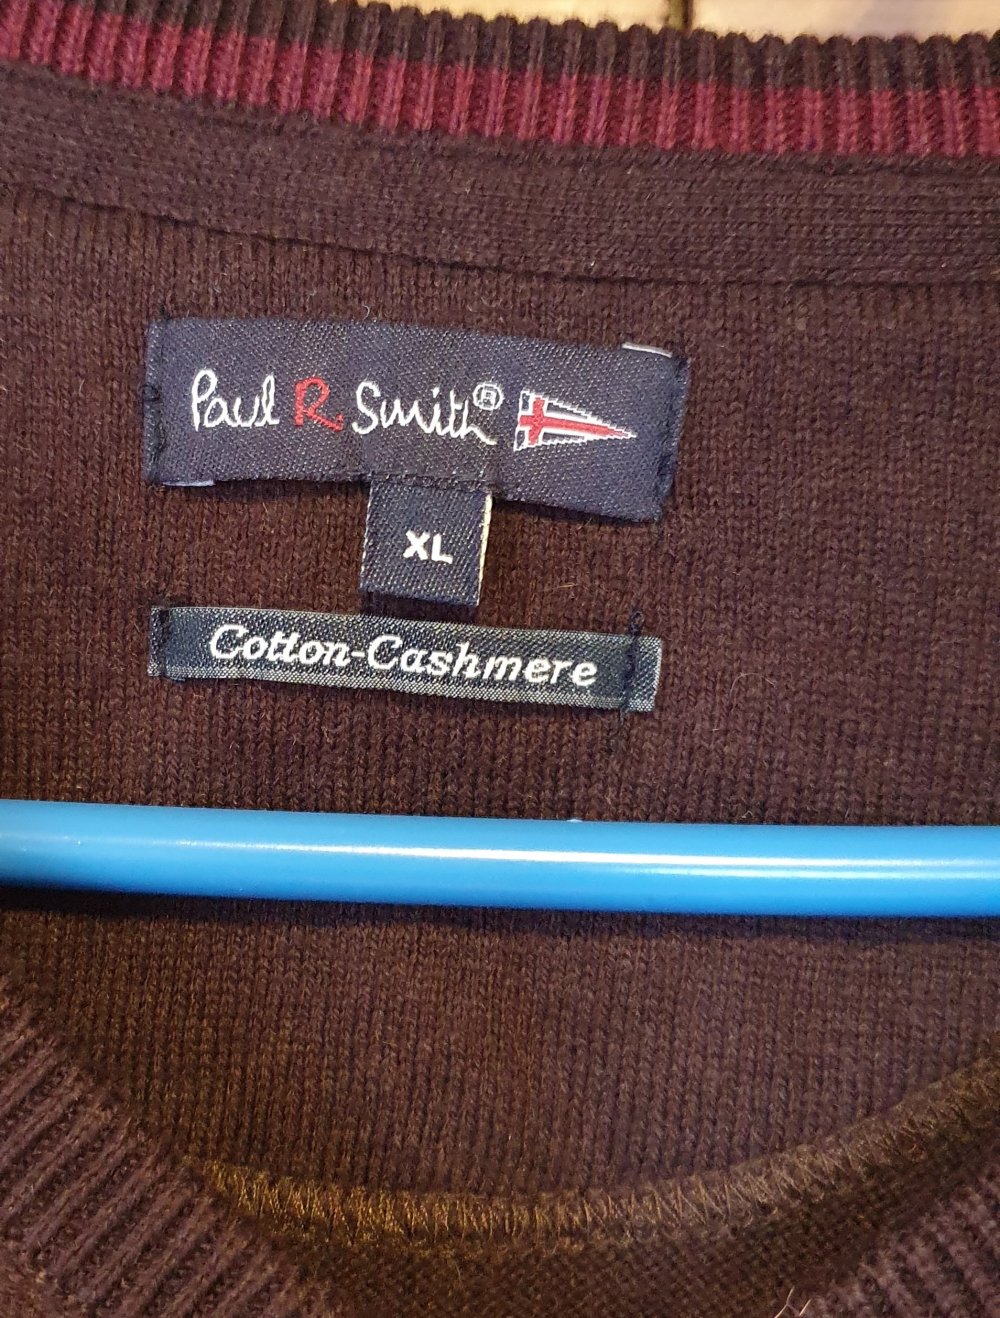 Paul R. Smith®
XL
Cotton-Cashmere